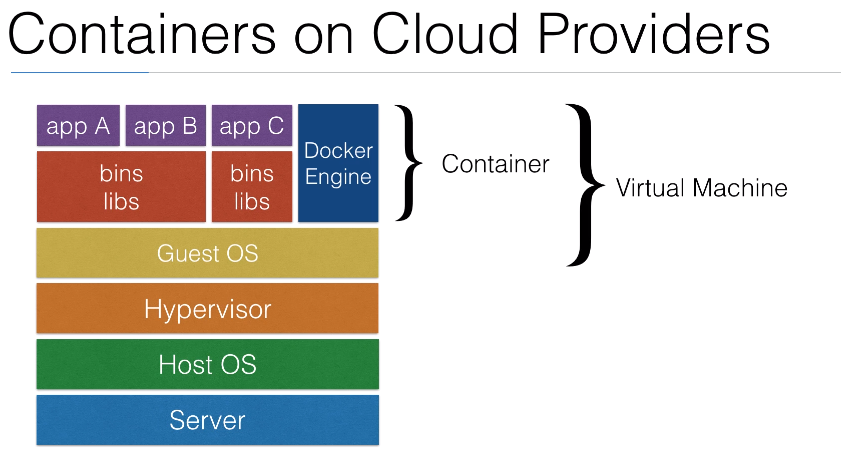 Containers on Cloud Providers
app A
app B
app C
Docker
Engine
bins
libs
bins
libs
Container
Virtual Machine
Guest OS
Hypervisor
Host OS
Server